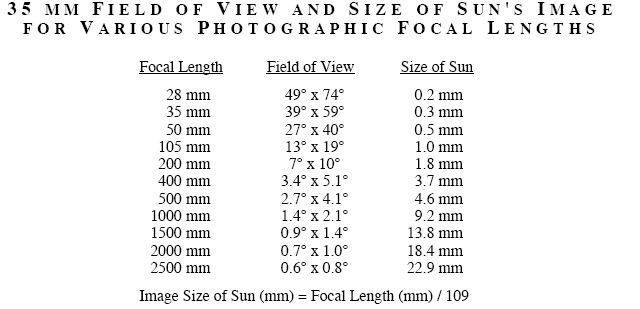 35 MM FIELD OF VIEW AND SIZE OF SUN'S IMAGE
FOR VARIOUS PHOTOGRAPHIC FOCAL LENGTHS
Focal Length Field of View Size of Sun
28 mm 49° x 74° 0.2 mm
35 mm 39° x 59° 0.3 mm
50 mm 27° x 40° 0.5 mm
105 mm 13° x 19° 1.0 mm
200 mm 7° x 10° 1.8 mm
400 mm 3.4° x 5.1° 3.7 mm
500 mm 2.7° x 4.1° 4.6 mm
1000 mm 1.4° x 2.1° 9.2 mm
1500 mm 0.9° x 1.4° 13.8 mm
2000 mm 0.7° x 1.0° 18.4 mm
2500 mm 0.6° x 0.8° 22.9 mm
Image Size of Sun (mm) = Focal Length (mm) / 109